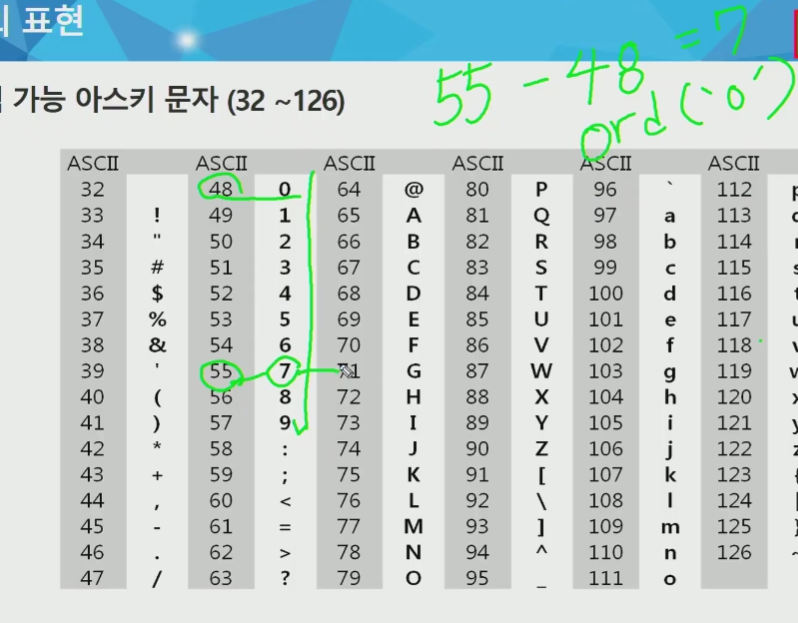 표현
55 - 48 = 7
가능 아스키 문자 (32 ~126)
ord('0')
ASCII ASCII ASCII ASCII ASCII ASCII
32 48 0 64 @ 80 P 96 ` 112 p
33 ! 49 1 65 A 81 Q 97 a 113
34 " 50 2 66 B 82 R 98 b 114
35 # 51 3 67 C 83 S 99 c 115
36 $ 52 4 68 D 84 T 100 d 116
37 % 53 5 69 E 85 U 101 e 117
38 & 54 6 70 F 86 V 102 f 118
39 ' 55 7 71 G 87 W 103 g 119
40 ( 56 8 72 H 88 X 104 h 120
41 ) 57 9 73 I 89 Y 105 i 121
42 * 58 : 74 J 90 Z 106 j 122
43 + 59 ; 75 K 91 [ 107 k 123
44 , 60 < 76 L 92 \ 108 l 124
45 - 61 = 77 M 93 ] 109 m 125
46 . 62 > 78 N 94 ^ 110 n 126
47 / 63 ? 79 O 95 _ 111 o